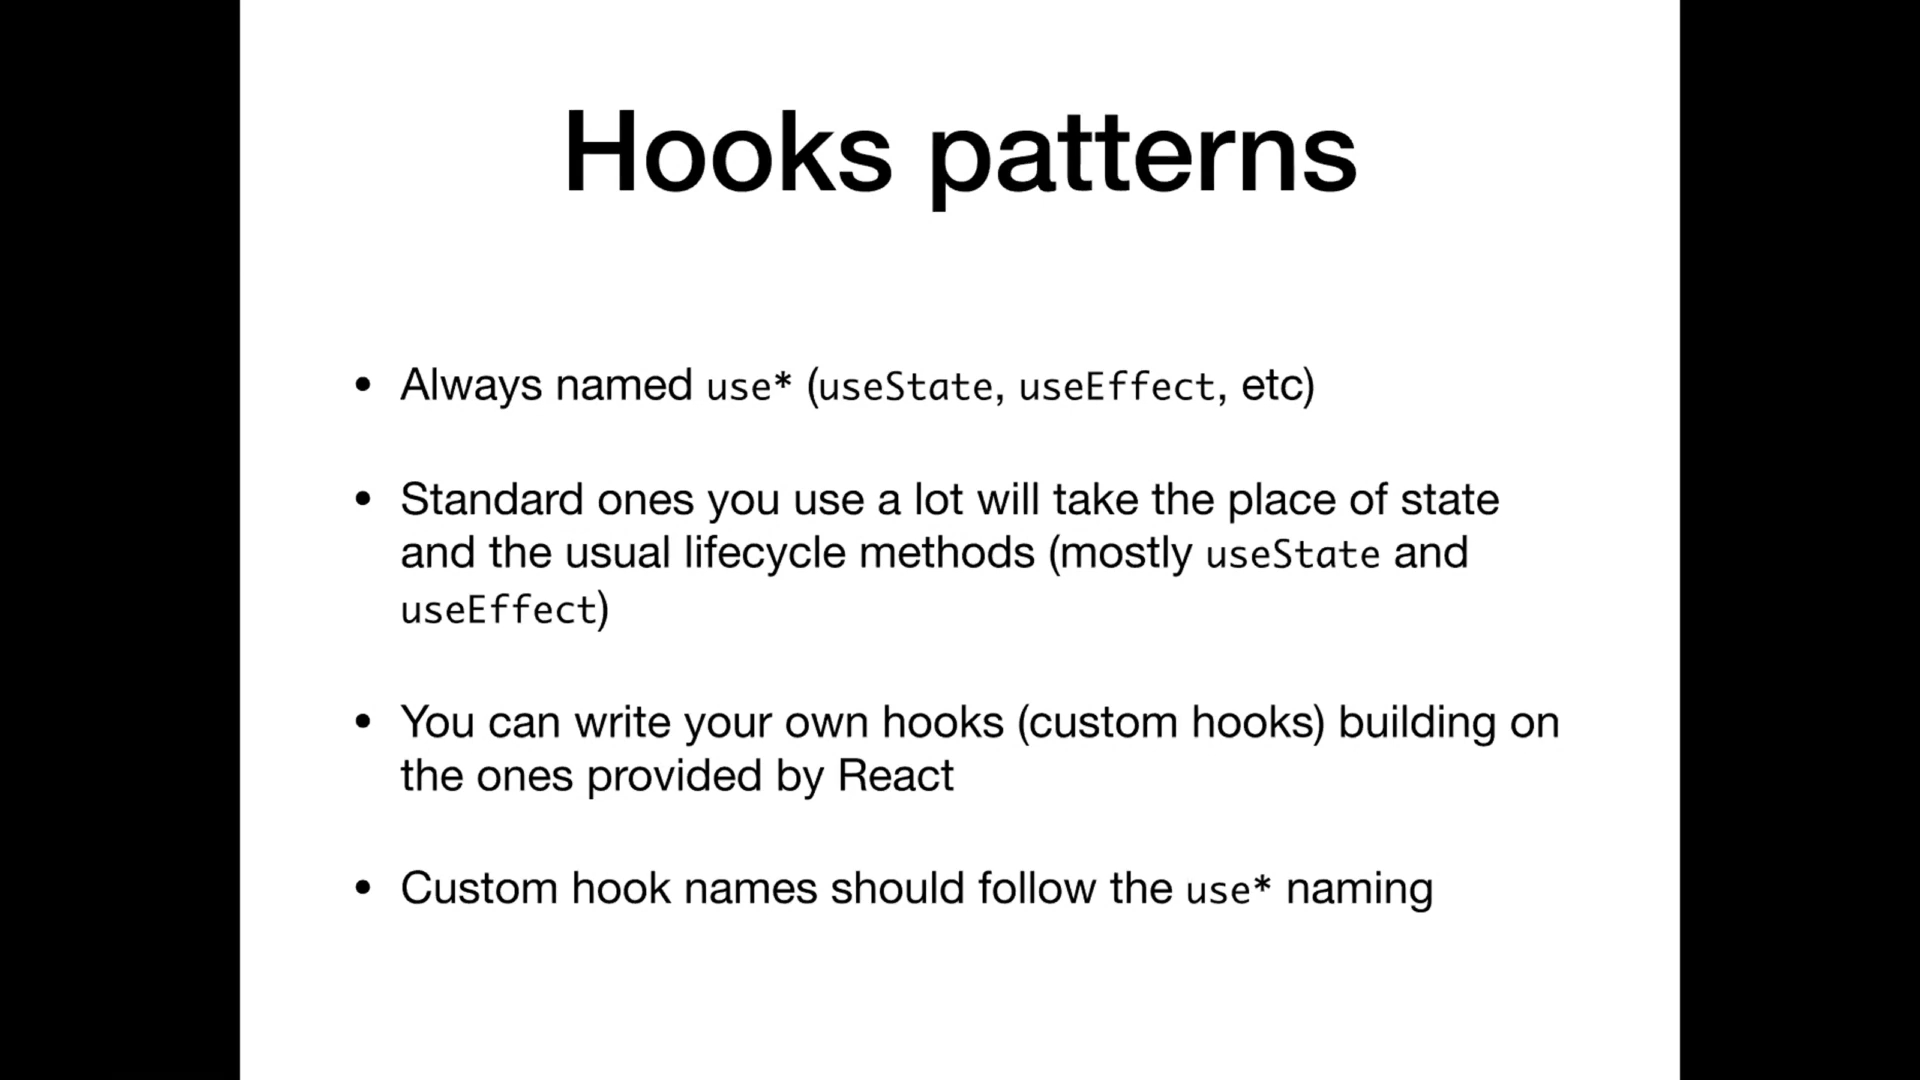 Hooks patterns
• Always named use* (useState, useEffect, etc)
• Standard ones you use a lot will take the place of state
and the usual lifecycle methods (mostly useState and
useEffect)
• You can write your own hooks (custom hooks) building on
the ones provided by React
• Custom hook names should follow the use* naming